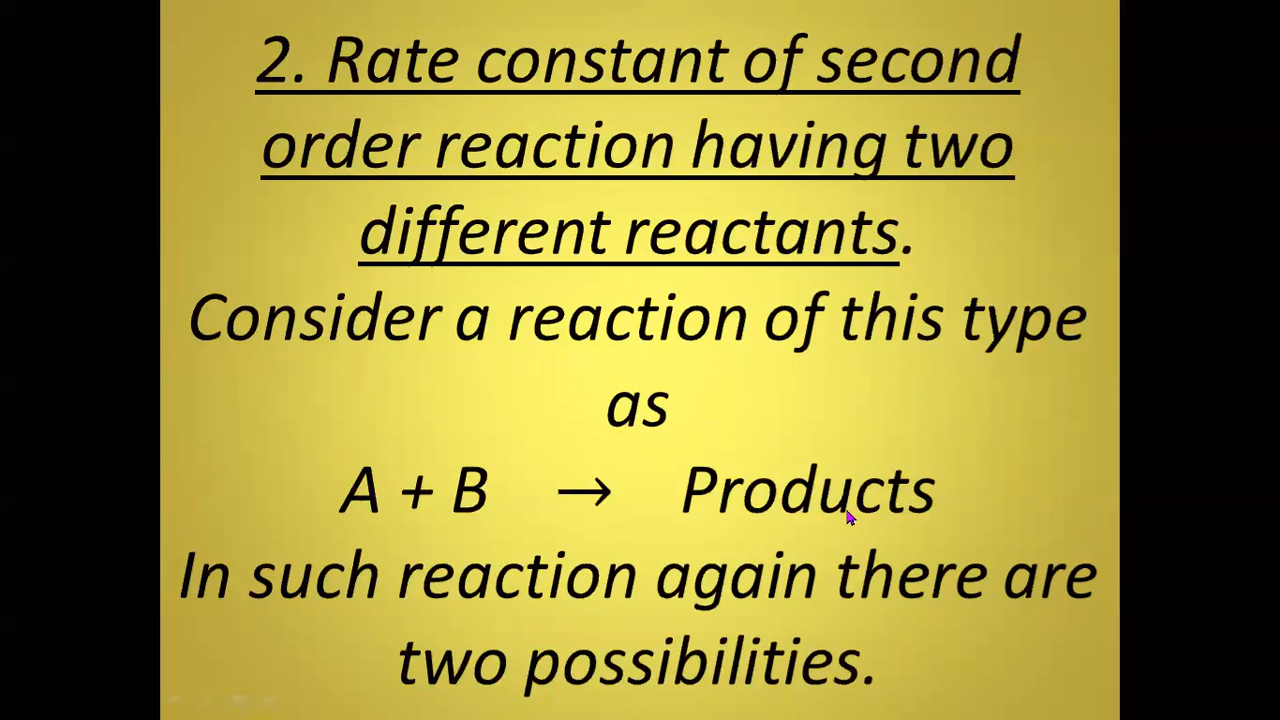 2. Rate constant of second
order reaction having two
different reactants.
Consider a reaction of this type
as
A + B → Products
In such reaction again there are
two possibilities.